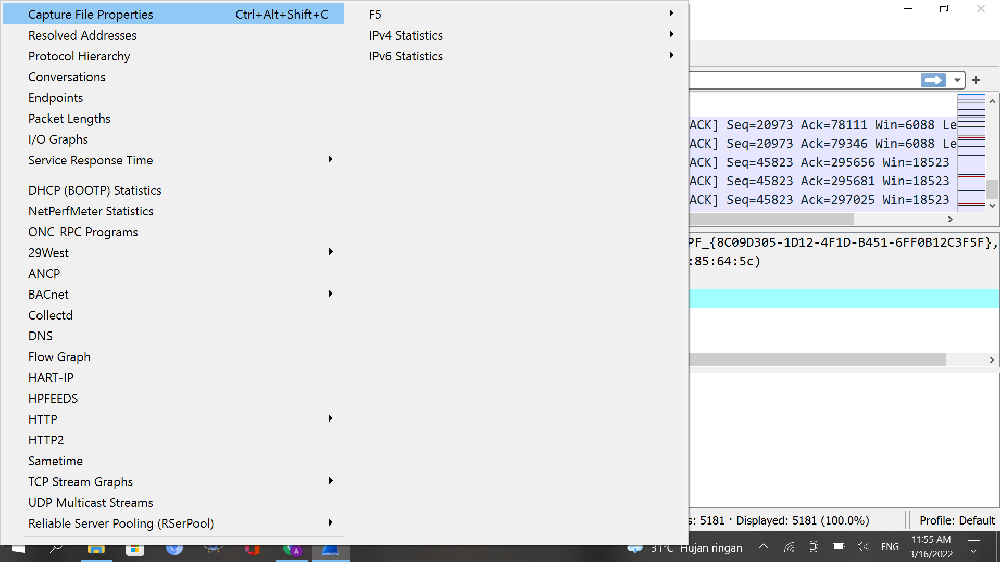 Capture File Properties Ctrl+Alt+Shift+C
Resolved Addresses
Protocol Hierarchy
Conversations
Endpoints
Packet Lengths
I/O Graphs
Service Response Time
DHCP (BOOTP) Statistics
NetPerfMeter Statistics
ONC-RPC Programs
29West
ANCP
BACnet
Collectd
DNS
Flow Graph
HART-IP
HPFEEDS
HTTP
HTTP2
Sametime
TCP Stream Graphs
UDP Multicast Streams
Reliable Server Pooling (RSerPool)
F5
IPv4 Statistics
IPv6 Statistics
ACK] Seq=20973 Ack=78111 Win=6088 Le
ACK] Seq=20973 Ack=79346 Win=6088 Le
ACK] Seq=45823 Ack=295656 Win=18523
ACK] Seq=45823 Ack=295681 Win=18523
ACK] Seq=45823 Ack=297025 Win=18523
PF_{8C09D305-1D12-4F1D-B451-6FF0B12C3F5F},
:85:64:5c)
s: 5181 · Displayed: 5181 (100.0%) Profile: Default
A
31°C Hujan ringan
ENG
11:55 AM
3/16/2022